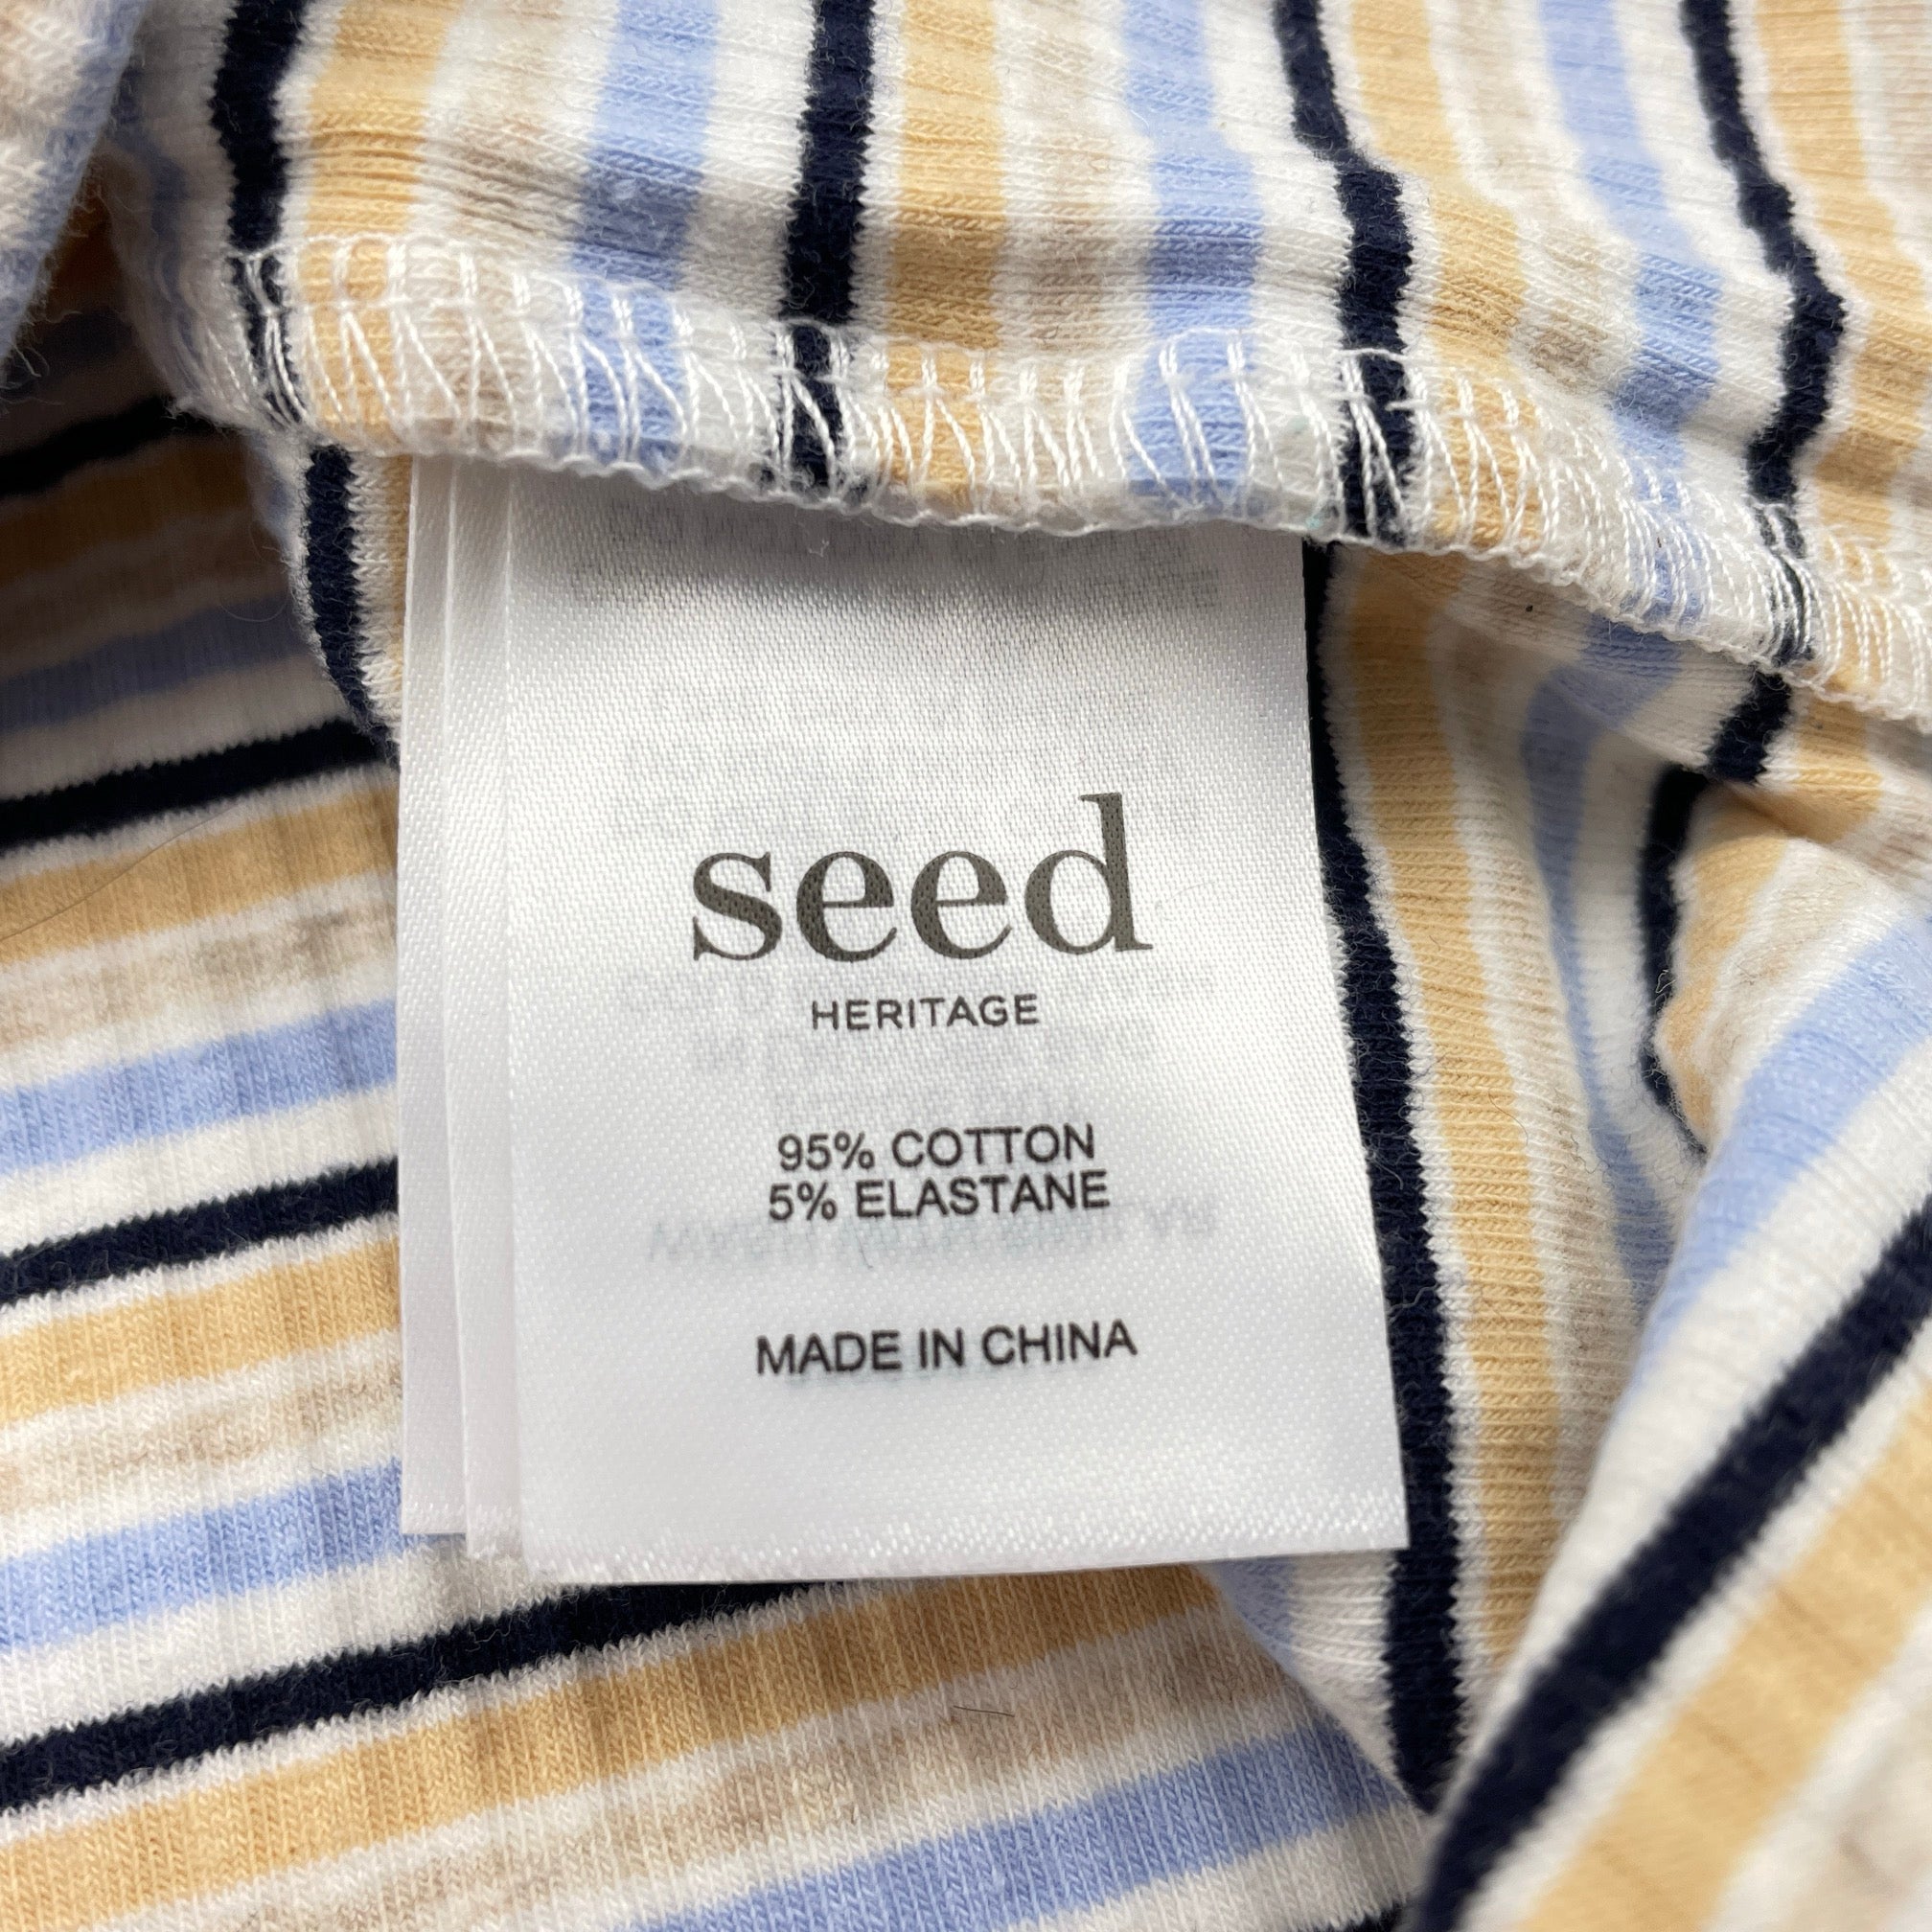 seed
HERITAGE
95% COTTON
5% ELASTANE
MADE IN CHINA